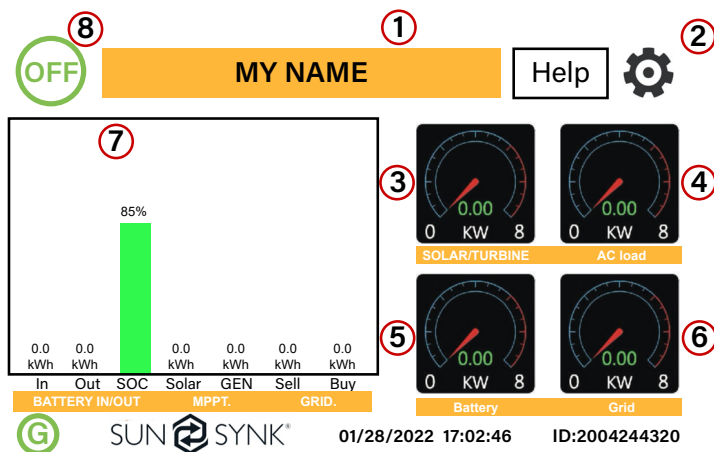 8
1
2
OFF
MY NAME
Help
7
3
4
0.00
0 KW 8
0.00
0 KW 8
SOLAR/TURBINE
AC load
85%
5
6
0.00
0 KW 8
0.00
0 KW 8
Battery
Grid
0.0 0.0 0.0 0.0 0.0 0.0
kWh kWh kWh kWh kWh kWh
In Out SOC Solar GEN Sell Buy
BATTERY IN/OUT MPPT. GRID.
G
SUN SYNK®
01/28/2022 17:02:46 ID:2004244320